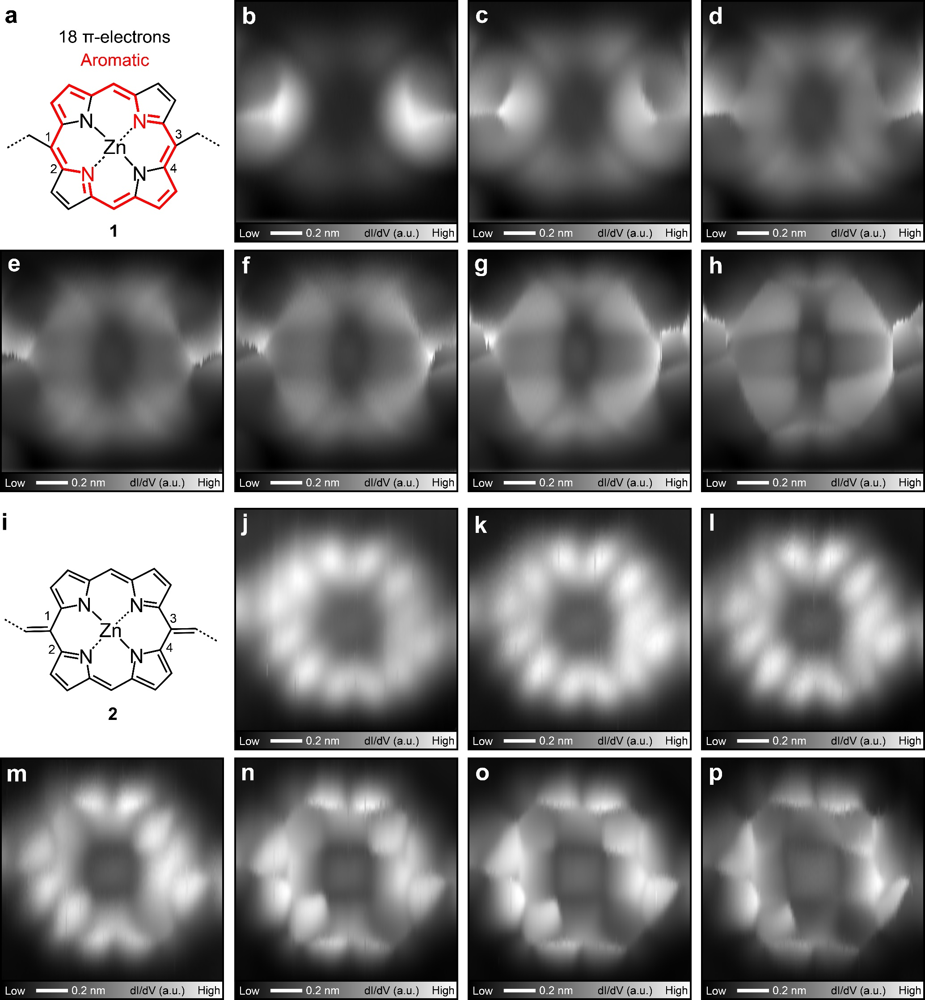 a
18 π-electrons
Aromatic
N N
1 3
Zn
2 4
N N
1
b
Low 0.2 nm dI/dV (a.u.) High
c
Low 0.2 nm dI/dV (a.u.) High
d
Low 0.2 nm dI/dV (a.u.) High
e
Low 0.2 nm dI/dV (a.u.) High
f
Low 0.2 nm dI/dV (a.u.) High
g
Low 0.2 nm dI/dV (a.u.) High
h
Low 0.2 nm dI/dV (a.u.) High
i
N N
1 3
Zn
2 4
N N
2
j
Low 0.2 nm dI/dV (a.u.) High
k
Low 0.2 nm dI/dV (a.u.) High
l
Low 0.2 nm dI/dV (a.u.) High
m
Low 0.2 nm dI/dV (a.u.) High
n
Low 0.2 nm dI/dV (a.u.) High
o
Low 0.2 nm dI/dV (a.u.) High
p
Low 0.2 nm dI/dV (a.u.) High